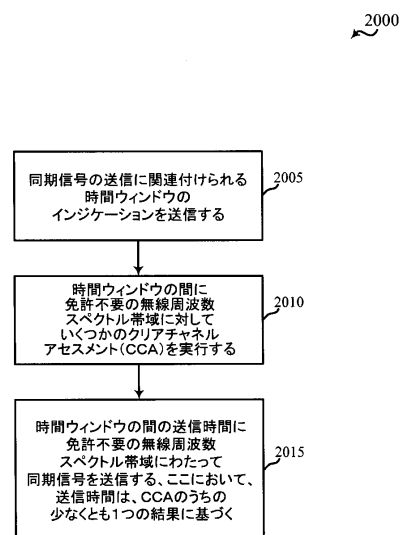 2000
同期信号の送信に関連付けられる
時間ウィンドウの
インジケーションを送信する
2005
時間ウィンドウの間に
免許不要の無線周波数
スペクトル帯域に対して
いくつかのクリアチャネル
アセスメント(CCA)を実行する
2010
時間ウィンドウの間の送信時間に
免許不要の無線周波数
スペクトル帯域にわたって
同期信号を送信する、ここにおいて、
送信時間は、CCAのうちの
少なくとも1つの結果に基づく
2015